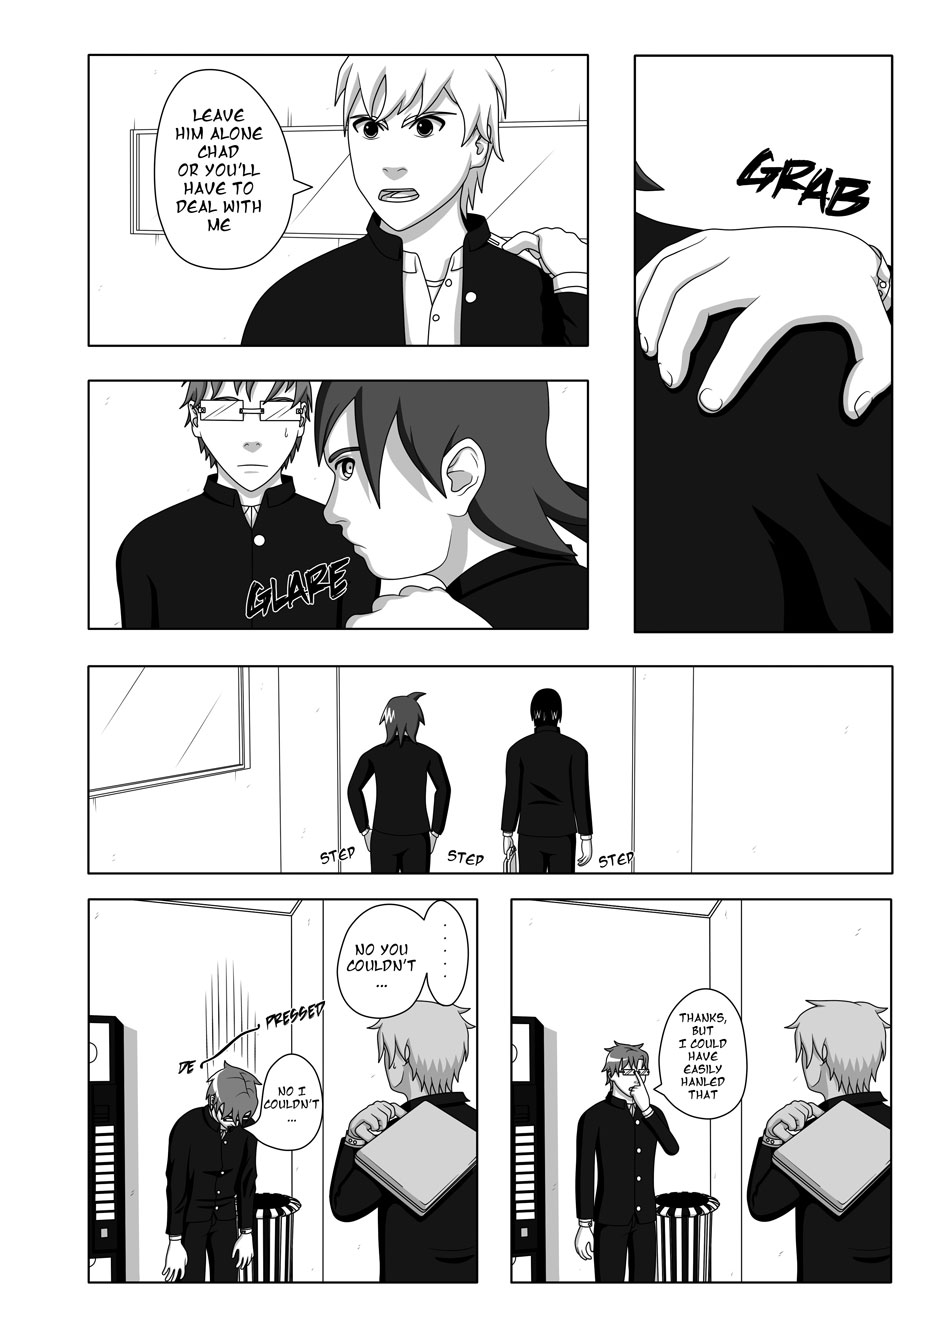 GRAB
LEAVE
HIM ALONE
CHAD
OR YOU'LL
HAVE TO
DEAL WITH
ME
GLARE
STEP
STEP
STEP
THANKS,
BUT
I COULD
HAVE
EASILY
HANLED
THAT
.....
NO YOU
COULDN'T
...
NO I
COULDN'T
...
DE
PRESSED